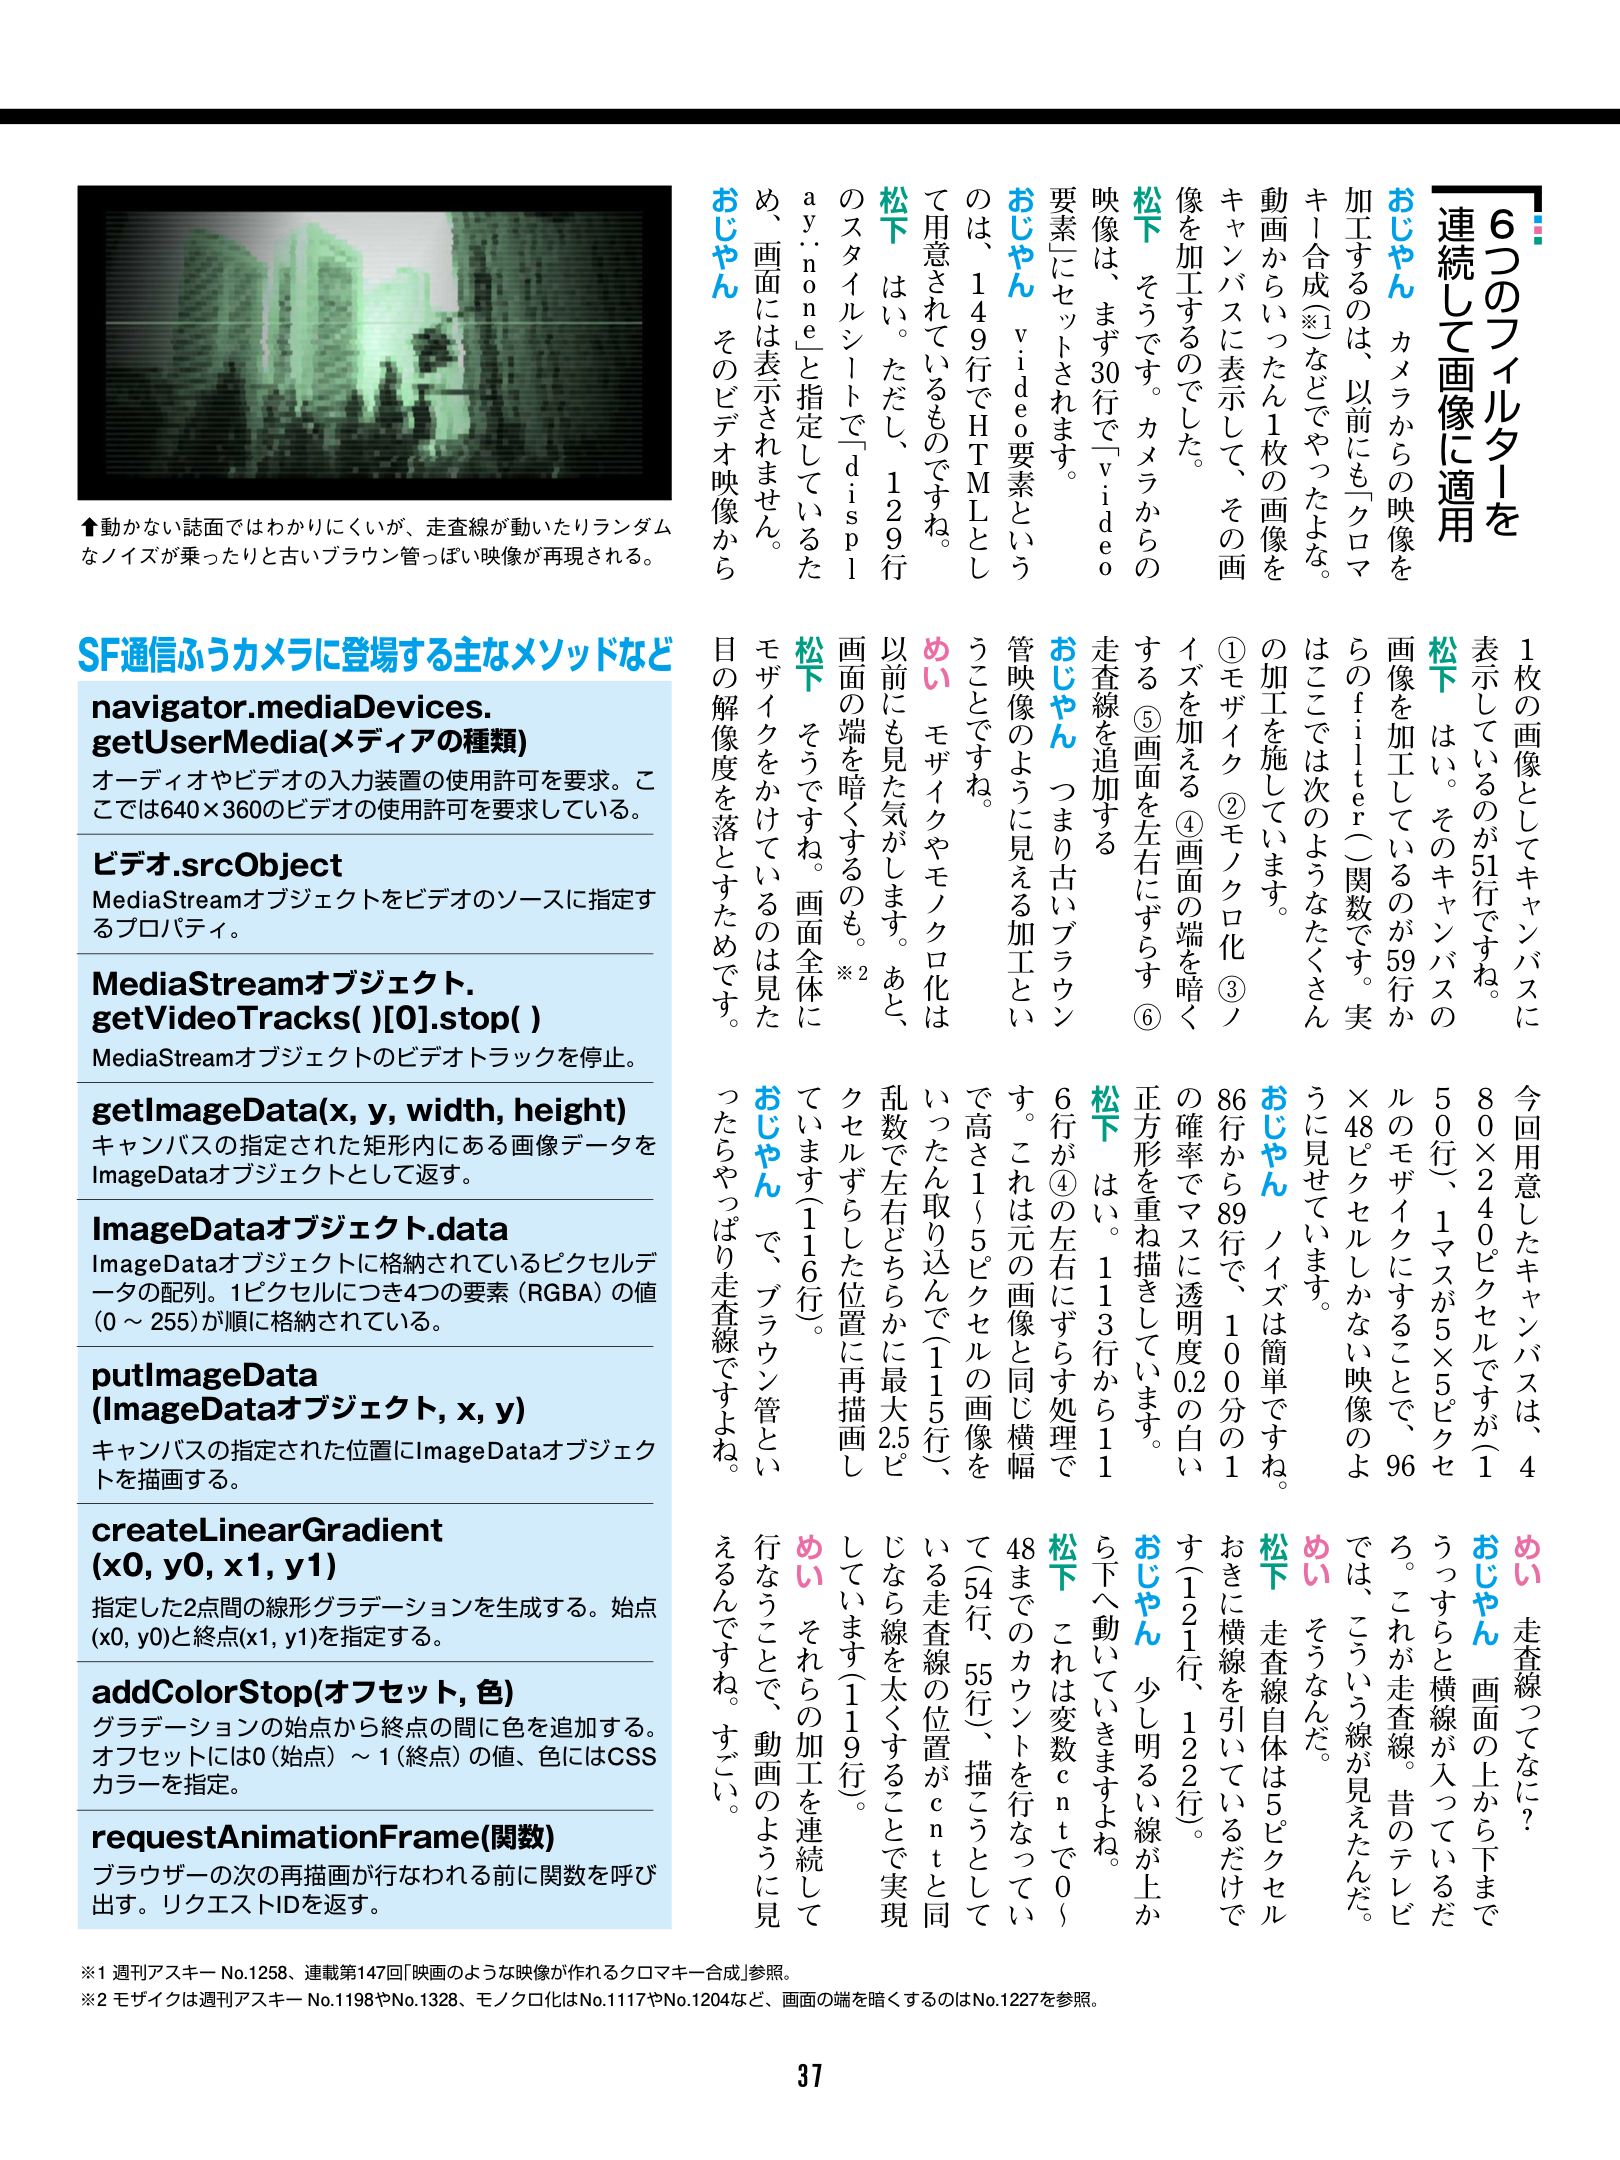 ６つのフィルターを
連続して画像に適用
おじゃん　カメラからの映像を
加工するのは、以前にも「クロマ
キー合成（※1）などでやったよな。
動画からいったん１枚の画像を
キャンバスに表示して、その画
像を加工するのでした。
松下　そうです。カメラからの
映像は、まず30行で「ｖｉｄｅｏ
要素」にセットされます。
おじゃん　ｖｉｄｅｏ要素という
のは、１４９行でＨＴＭＬとし
て用意されているものですね。
松下　はい。ただし、１２９行
のスタイルシートで「ｄｉｓｐｌ
ａｙ：ｎｏｎｅ」と指定しているた
め、画面には表示されません。
おじゃん　そのビデオ映像から
１枚の画像としてキャンバスに
表示しているのが51行ですね。
松下　はい。そのキャンバスの
画像を加工しているのが59行か
らのｆｉｌｔｅｒ（）関数です。実
はここでは次のようなたくさん
の加工を施しています。
①モザイク ②モノクロ化 ③ノ
イズを加える ④画面の端を暗く
する ⑤画面を左右にずらす ⑥
走査線を追加する
おじゃん　つまり古いブラウン
管映像のように見える加工とい
うことですね。
めい　モザイクやモノクロ化は
以前にも見た気がします。あと、
画面の端を暗くするのも。※2
松下　そうですね。画面全体に
モザイクをかけているのは見た
目の解像度を落とすためです。
今回用意したキャンバスは、４
８０×２４０ピクセルですが（１
５０行）、１マスが５×５ピクセ
ルのモザイクにすることで、96
×48ピクセルしかない映像のよ
うに見せています。
おじゃん　ノイズは簡単ですね。
86行から89行で、１００分の１
の確率でマスに透明度0.2の白い
正方形を重ね描きしています。
松下　はい。１１３行から１１
６行が④の左右にずらす処理で
す。これは元の画像と同じ横幅
で高さ１〜５ピクセルの画像を
いったん取り込んで（１１５行）、
乱数で左右どちらかに最大2.5ピ
クセルずらした位置に再描画し
ています（１１６行）。
おじゃん　で、ブラウン管とい
ったらやっぱり走査線ですよね。
めい　走査線ってなに？
おじゃん　画面の上から下まで
うっすらと横線が入っているだ
ろ。これが走査線。昔のテレビ
では、こういう線が見えたんだ。
めい　そうなんだ。
松下　走査線自体は５ピクセル
おきに横線を引いているだけで
す（１２１行、１２２行）。
おじゃん　少し明るい線が上か
ら下へ動いていきますよね。
松下　これは変数ｃｎｔで０〜
48までのカウントを行なってい
て（54行、55行）、描こうとして
いる走査線の位置がｃｎｔと同
じなら線を太くすることで実現
しています（１１９行）。
めい　それらの加工を連続して
行なうことで、動画のように見
えるんですね。すごい。
⬆動かない誌面ではわかりにくいが、走査線が動いたりランダム
なノイズが乗ったりと古いブラウン管っぽい映像が再現される。
SF通信ふうカメラに登場する主なメソッドなど
navigator.mediaDevices.
getUserMedia(メディアの種類)
オーディオやビデオの入力装置の使用許可を要求。こ
こでは640×360のビデオの使用許可を要求している。
ビデオ.srcObject
MediaStreamオブジェクトをビデオのソースに指定す
るプロパティ。
MediaStreamオブジェクト.
getVideoTracks( )[0].stop( )
MediaStreamオブジェクトのビデオトラックを停止。
getImageData(x, y, width, height)
キャンバスの指定された矩形内にある画像データを
ImageDataオブジェクトとして返す。
ImageDataオブジェクト.data
ImageDataオブジェクトに格納されているピクセルデ
ータの配列。1ピクセルにつき4つの要素（RGBA）の値
（0 〜 255）が順に格納されている。
putImageData
(ImageDataオブジェクト, x, y)
キャンバスの指定された位置にImageDataオブジェク
トを描画する。
createLinearGradient
(x0, y0, x1, y1)
指定した2点間の線形グラデーションを生成する。始点
(x0, y0)と終点(x1, y1)を指定する。
addColorStop(オフセット, 色)
グラデーションの始点から終点の間に色を追加する。
オフセットには0（始点）〜 1（終点）の値、色にはCSS
カラーを指定。
requestAnimationFrame(関数)
ブラウザーの次の再描画が行なわれる前に関数を呼び
出す。リクエストIDを返す。
※1 週刊アスキー No.1258、連載第147回「映画のような映像が作れるクロマキー合成」参照。
※2 モザイクは週刊アスキー No.1198やNo.1328、モノクロ化はNo.1117やNo.1204など、画面の端を暗くするのはNo.1227を参照。
37